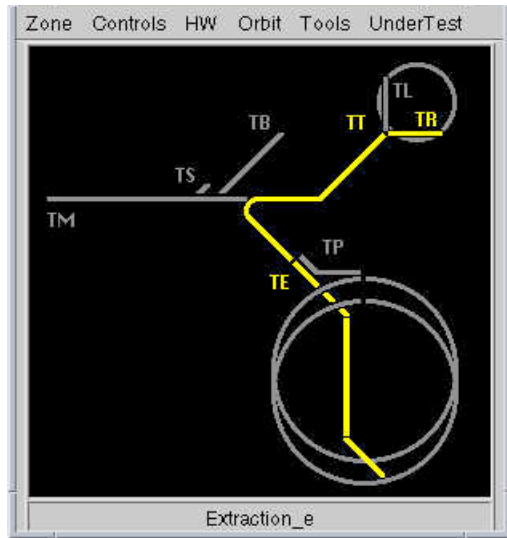 Zone Controls HW Orbit Tools UnderTest
TL
TB TT TR
TS
TM
TP
TE
Extraction_e